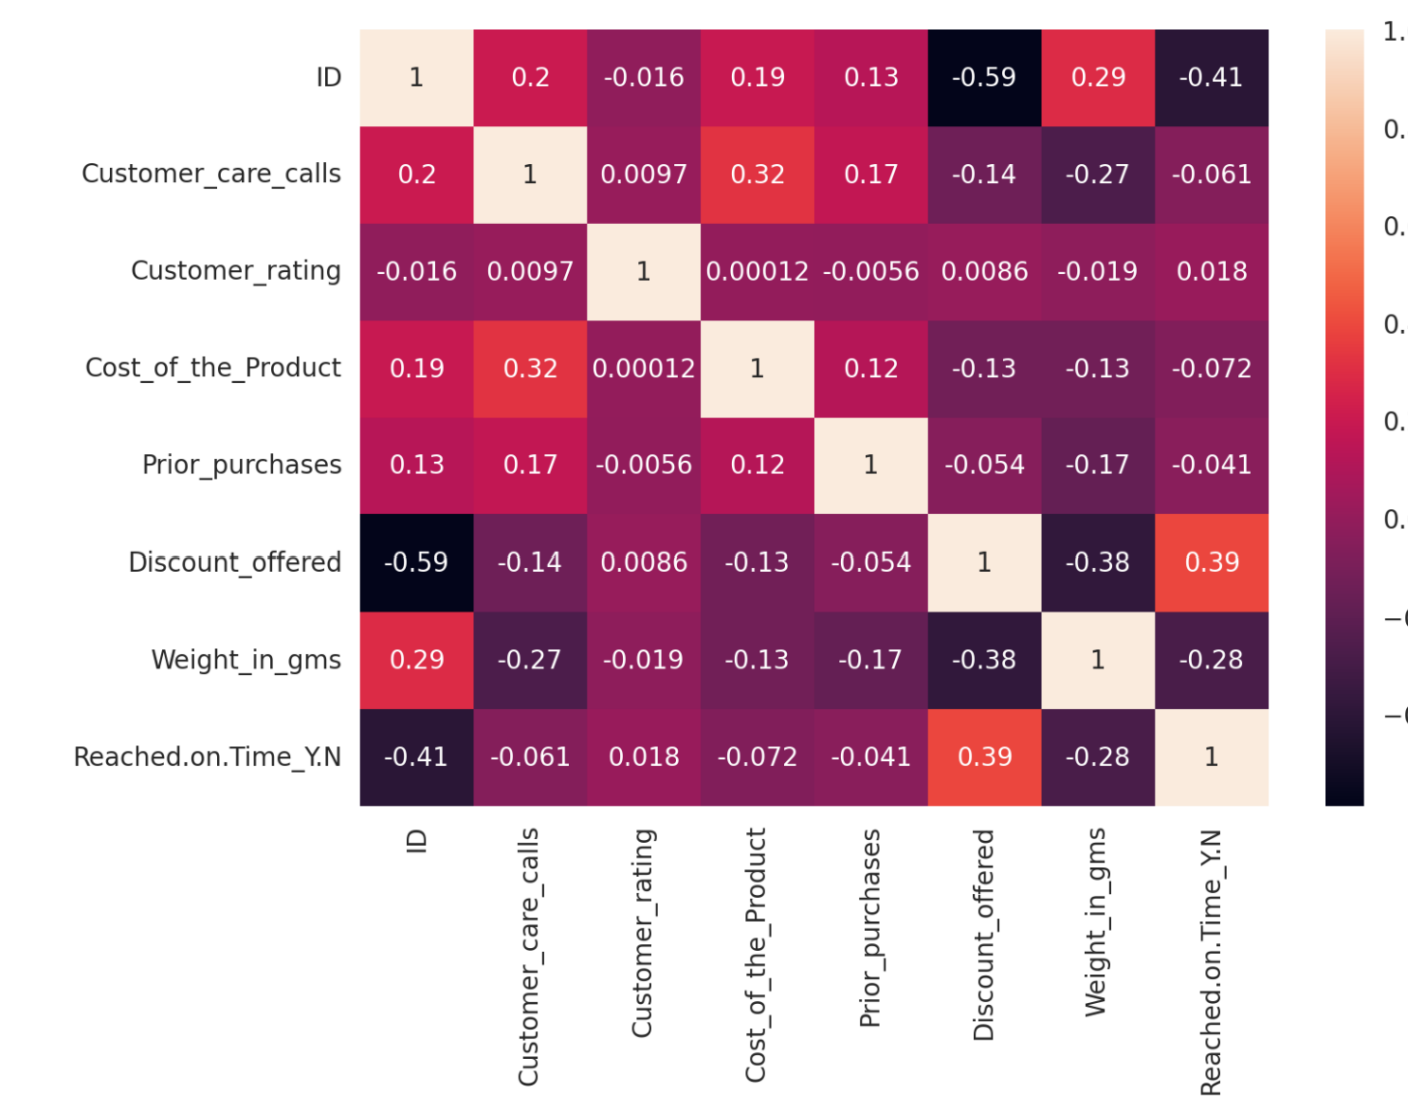 ID 1 0.2 -0.016 0.19 0.13 -0.59 0.29 -0.41
Customer_care_calls 0.2 1 0.0097 0.32 0.17 -0.14 -0.27 -0.061
Customer_rating -0.016 0.0097 1 0.00012 -0.0056 0.0086 -0.019 0.018
Cost_of_the_Product 0.19 0.32 0.00012 1 0.12 -0.13 -0.13 -0.072
Prior_purchases 0.13 0.17 -0.0056 0.12 1 -0.054 -0.17 -0.041
Discount_offered -0.59 -0.14 0.0086 -0.13 -0.054 1 -0.38 0.39
Weight_in_gms 0.29 -0.27 -0.019 -0.13 -0.17 -0.38 1 -0.28
Reached.on.Time_Y.N -0.41 -0.061 0.018 -0.072 -0.041 0.39 -0.28 1
ID
Customer_care_calls
Customer_rating
Cost_of_the_Product
Prior_purchases
Discount_offered
Weight_in_gms
Reached.on.Time_Y.N
1.
0.
0.
0.
0.
0.